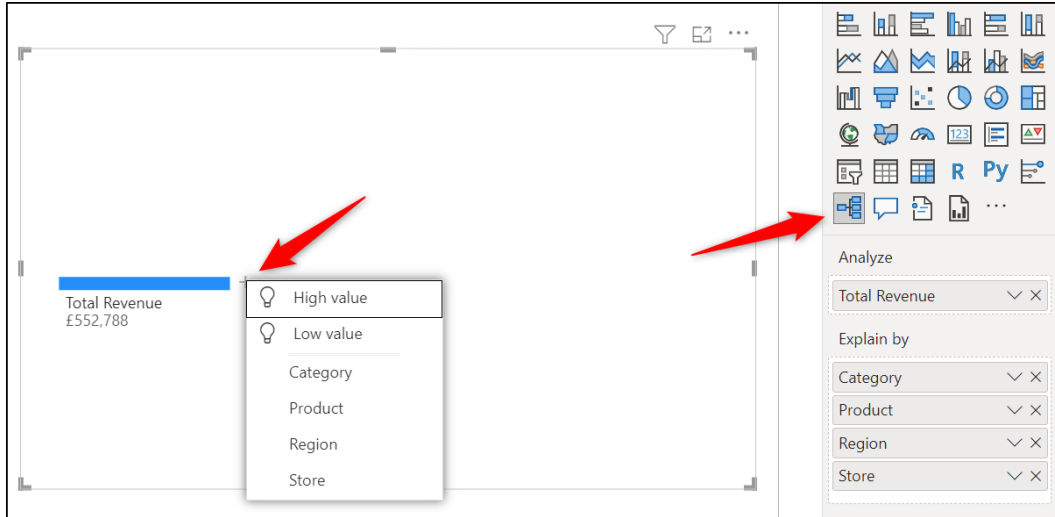 123
R
Py
Analyze
Total Revenue
Explain by
Category
Product
Region
Store
Total Revenue
£552,788
High value
Low value
Category
Product
Region
Store